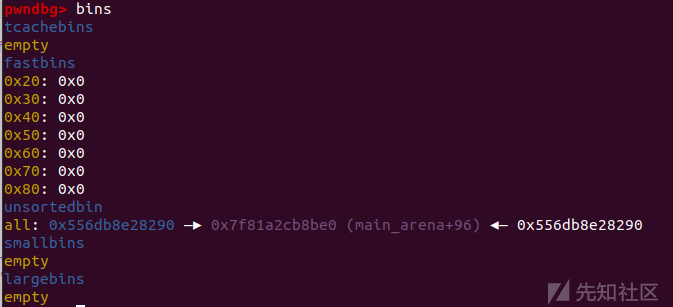 pwndbg> bins
tcachebins
empty
fastbins
0x20: 0x0
0x30: 0x0
0x40: 0x0
0x50: 0x0
0x60: 0x0
0x70: 0x0
0x80: 0x0
unsortedbin
all: 0x556db8e28290 —▸ 0x7f81a2cb8be0 (main_arena+96) ◂— 0x556db8e28290
smallbins
empty
largebins
empty
先知社区